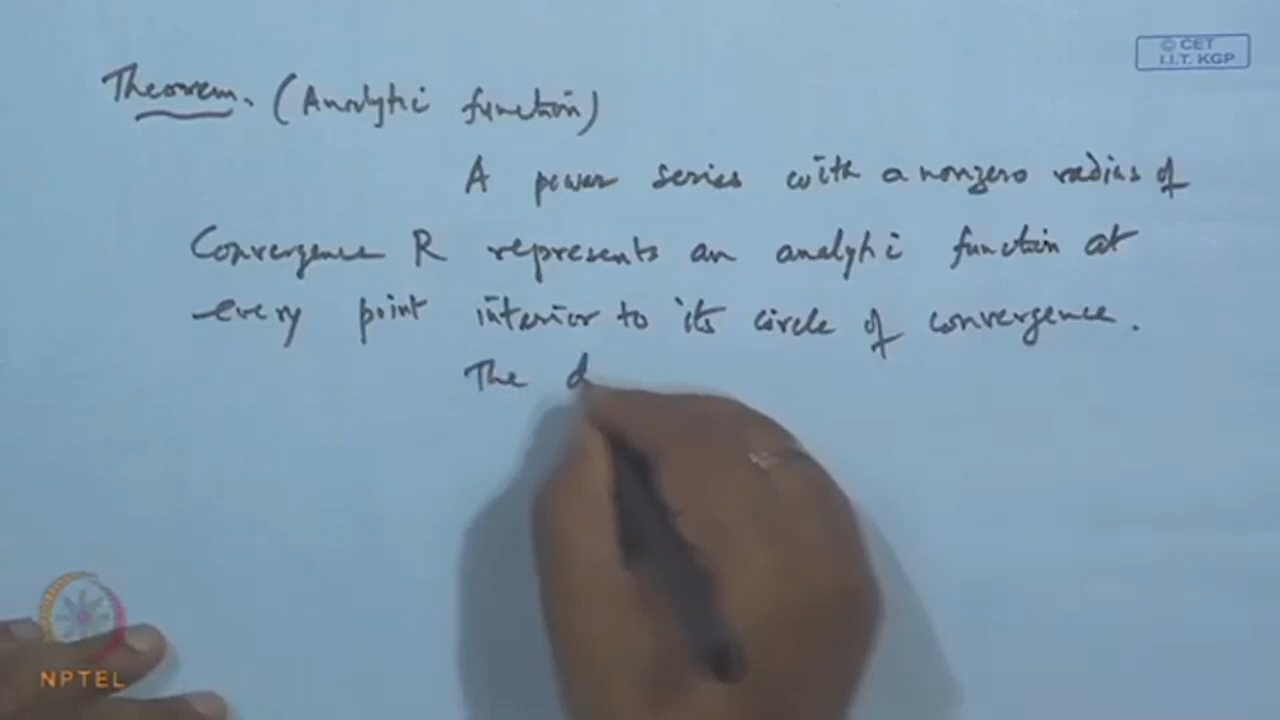 © CET
I.I.T. KGP
Theorem. (Analytic function)
A power series with a nonzero radius of
Convergence R represents an analytic function at
every point interior to its circle of convergence.
The d
NPTEL